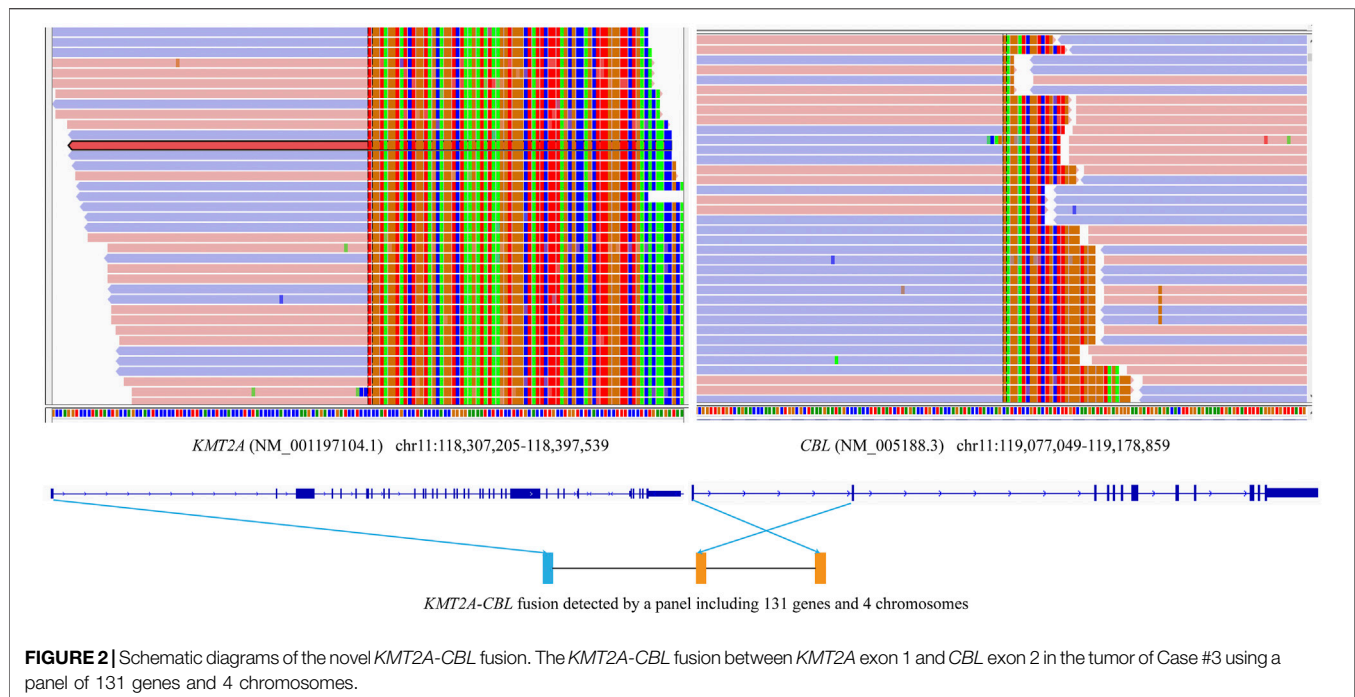 KMT2A (NM_001197104.1) chr11:118,307,205-118,397,539
CBL (NM_005188.3) chr11:119,077,049-119,178,859
KMT2A-CBL fusion detected by a panel including 131 genes and 4 chromosomes
FIGURE 2 | Schematic diagrams of the novel KMT2A-CBL fusion. The KMT2A-CBL fusion between KMT2A exon 1 and CBL exon 2 in the tumor of Case #3 using a
panel of 131 genes and 4 chromosomes.